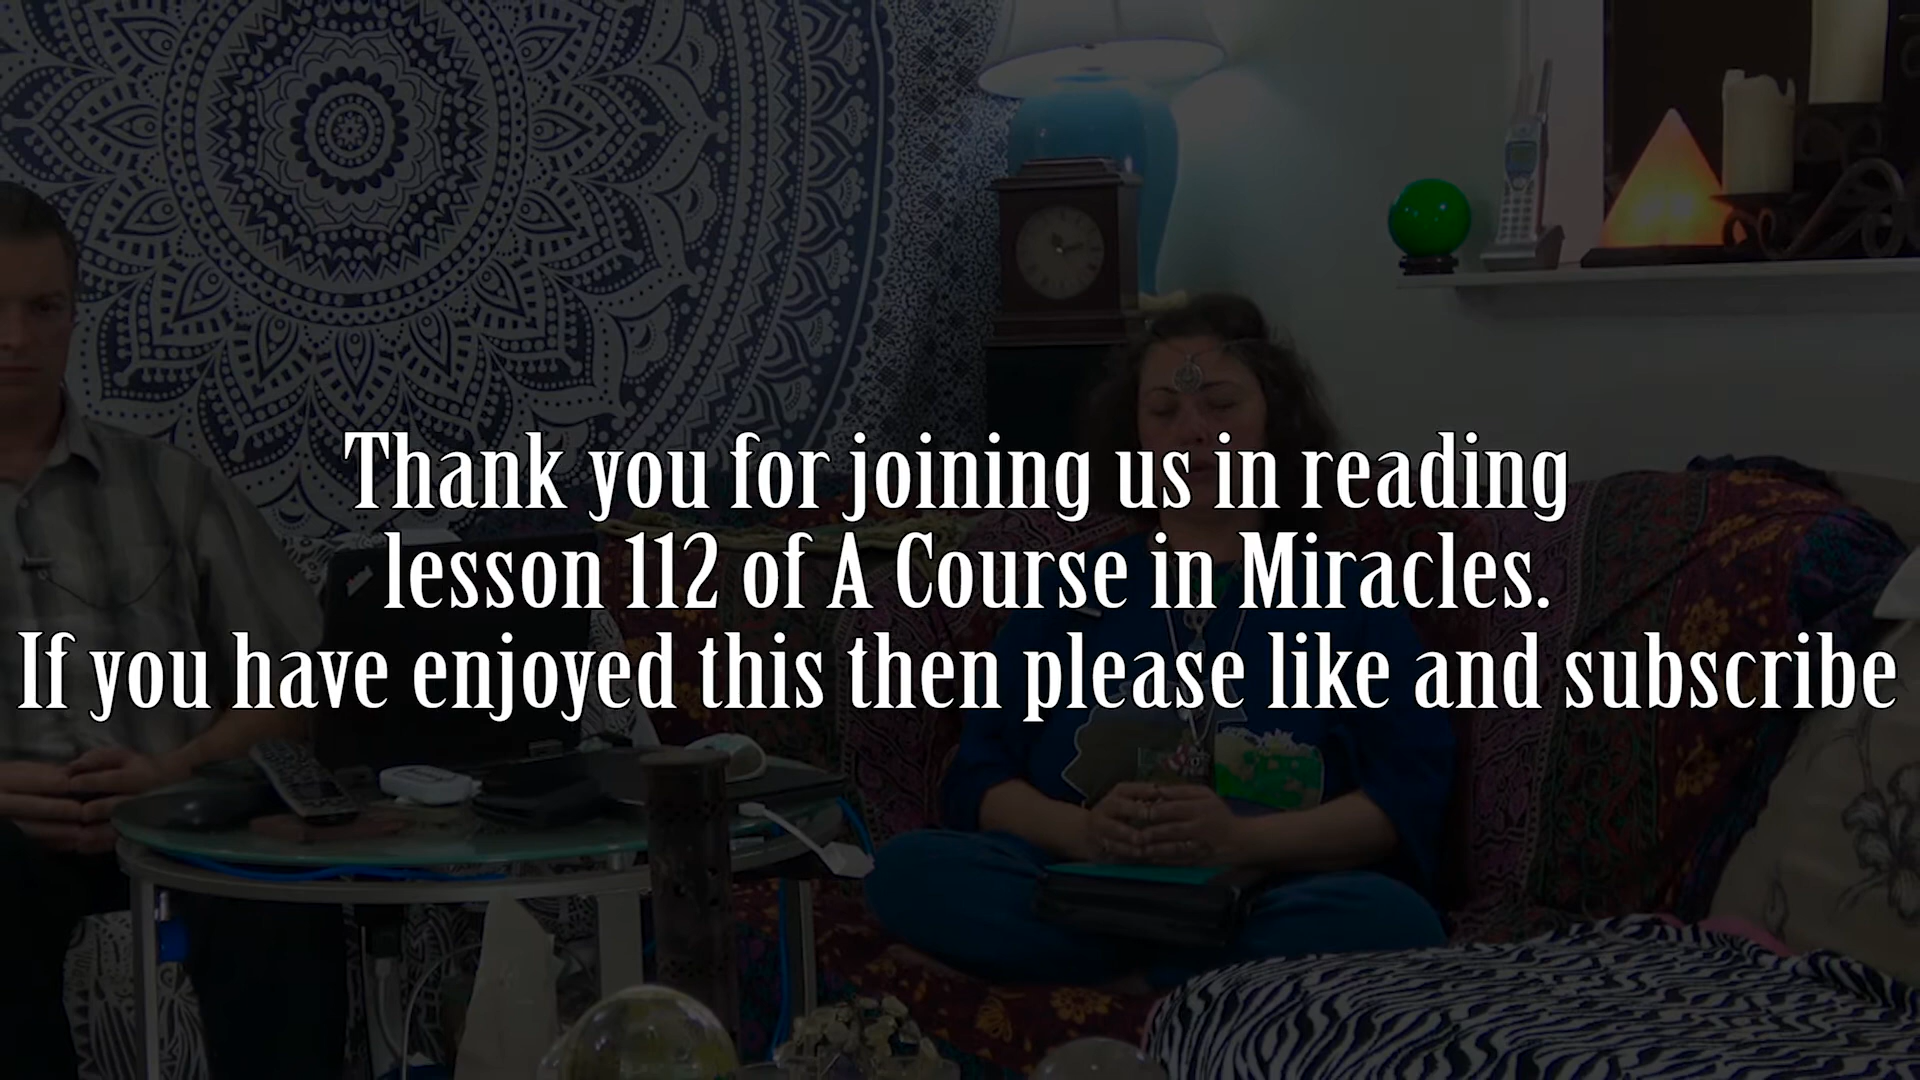 Thank you for joining us in reading
lesson 112 of A Course in Miracles.
If you have enjoyed this then please like and subscribe